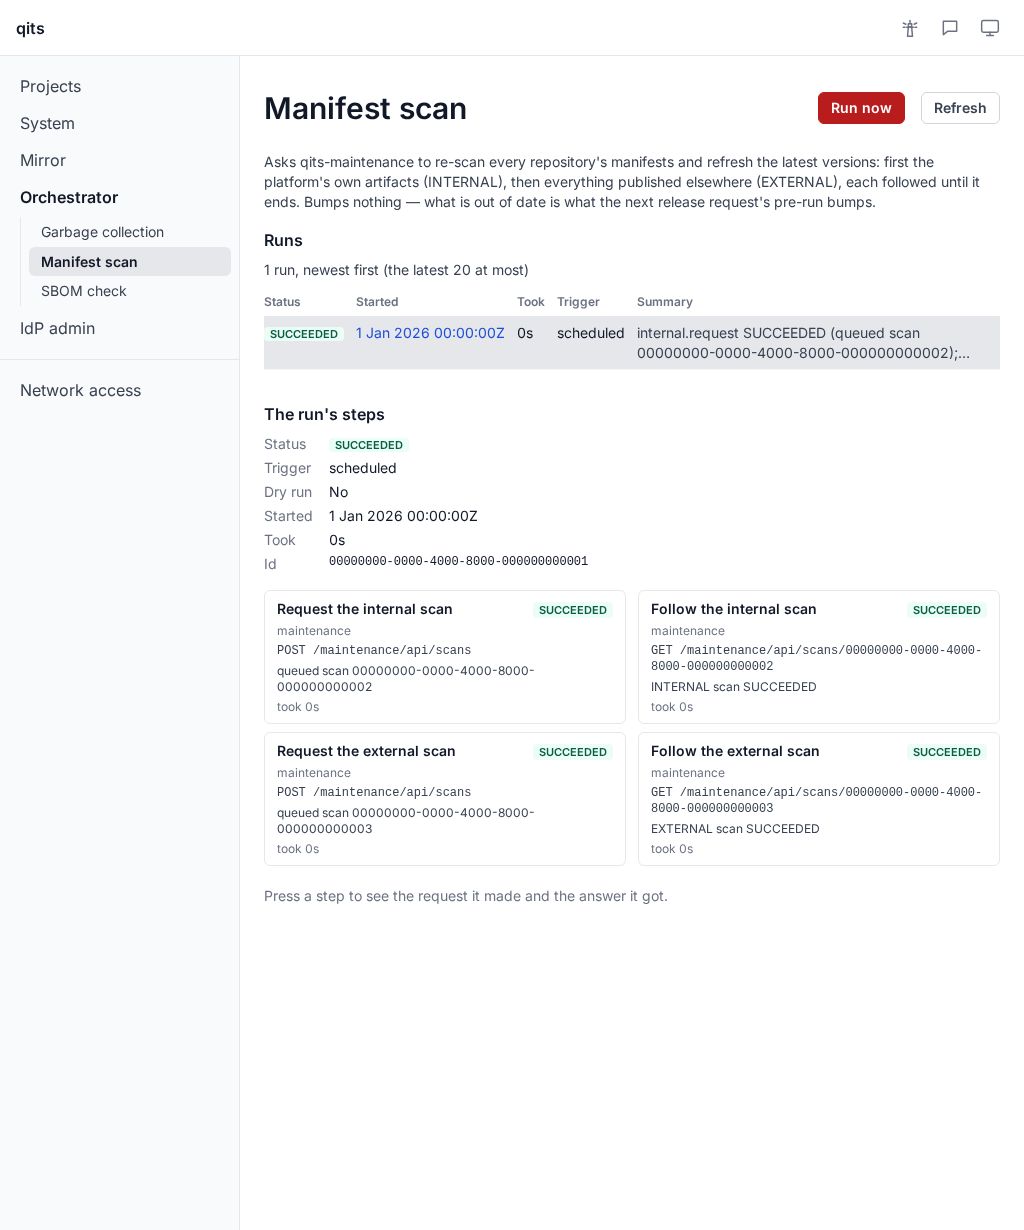 qits
Projects
System
Mirror
Orchestrator
Garbage collection
Manifest scan
SBOM check
IdP admin
Network access
Manifest scan
Run now
Refresh
Asks qits-maintenance to re-scan every repository's manifests and refresh the latest versions: first the
platform's own artifacts (INTERNAL), then everything published elsewhere (EXTERNAL), each followed until it
ends. Bumps nothing — what is out of date is what the next release request's pre-run bumps.
Runs
1 run, newest first (the latest 20 at most)
Status Started Took Trigger Summary
SUCCEEDED 1 Jan 2026 00:00:00Z 0s scheduled internal.request SUCCEEDED (queued scan
00000000-0000-4000-8000-000000000002);...
The run's steps
Status SUCCEEDED
Trigger scheduled
Dry run No
Started 1 Jan 2026 00:00:00Z
Took 0s
Id 00000000-0000-4000-8000-000000000001
Request the internal scan SUCCEEDED
maintenance
POST /maintenance/api/scans
queued scan 00000000-0000-4000-8000-
000000000002
took 0s
Follow the internal scan SUCCEEDED
maintenance
GET /maintenance/api/scans/00000000-0000-4000-
8000-000000000002
INTERNAL scan SUCCEEDED
took 0s
Request the external scan SUCCEEDED
maintenance
POST /maintenance/api/scans
queued scan 00000000-0000-4000-8000-
000000000003
took 0s
Follow the external scan SUCCEEDED
maintenance
GET /maintenance/api/scans/00000000-0000-4000-
8000-000000000003
EXTERNAL scan SUCCEEDED
took 0s
Press a step to see the request it made and the answer it got.